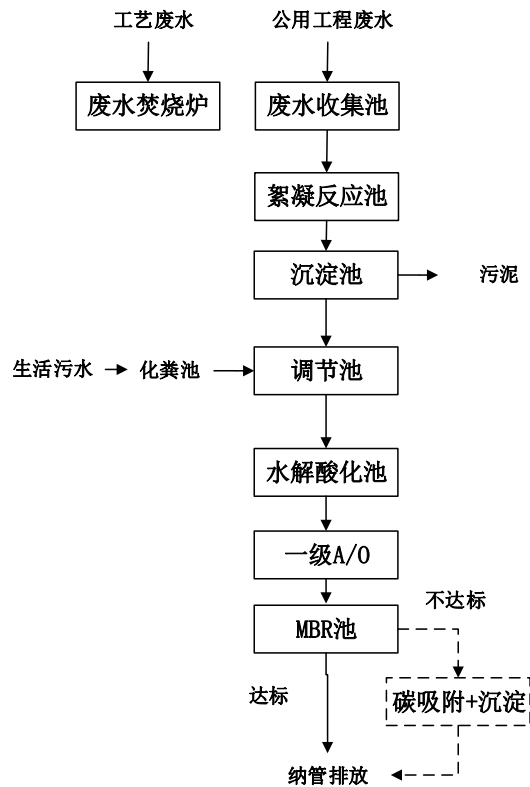 工艺废水
公用工程废水
废水焚烧炉
废水收集池
絮凝反应池
沉淀池
污泥
生活污水
化粪池
调节池
水解酸化池
一级A/O
不达标
MBR池
达标
碳吸附+沉淀
纳管排放